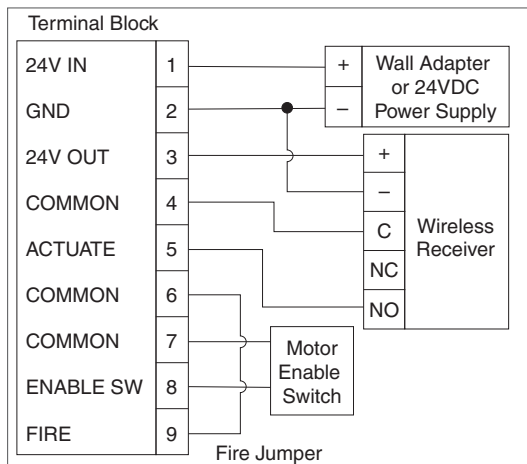 Terminal Block
24V IN 1
GND 2
24V OUT 3
COMMON 4
ACTUATE 5
COMMON 6
COMMON 7
ENABLE SW 8
FIRE 9
+ Wall Adapter
or 24VDC
– Power Supply
+
–
C
NC
NO
Wireless
Receiver
Motor
Enable
Switch
Fire Jumper